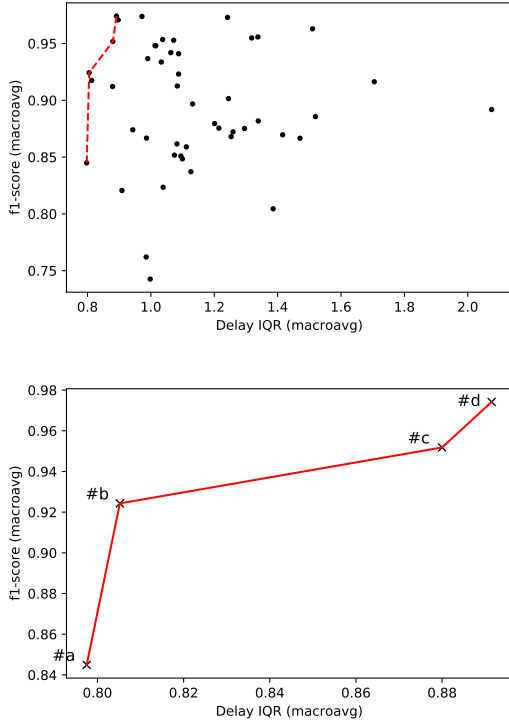 0.95
0.90
0.85
0.80
0.75
f1-score (macroavg)
0.8 1.0 1.2 1.4 1.6 1.8 2.0
Delay IQR (macroavg)
0.98
0.96
0.94
0.92
0.90
0.88
0.86
0.84
f1-score (macroavg)
#d
#c
#b
#a
0.80 0.82 0.84 0.86 0.88
Delay IQR (macroavg)